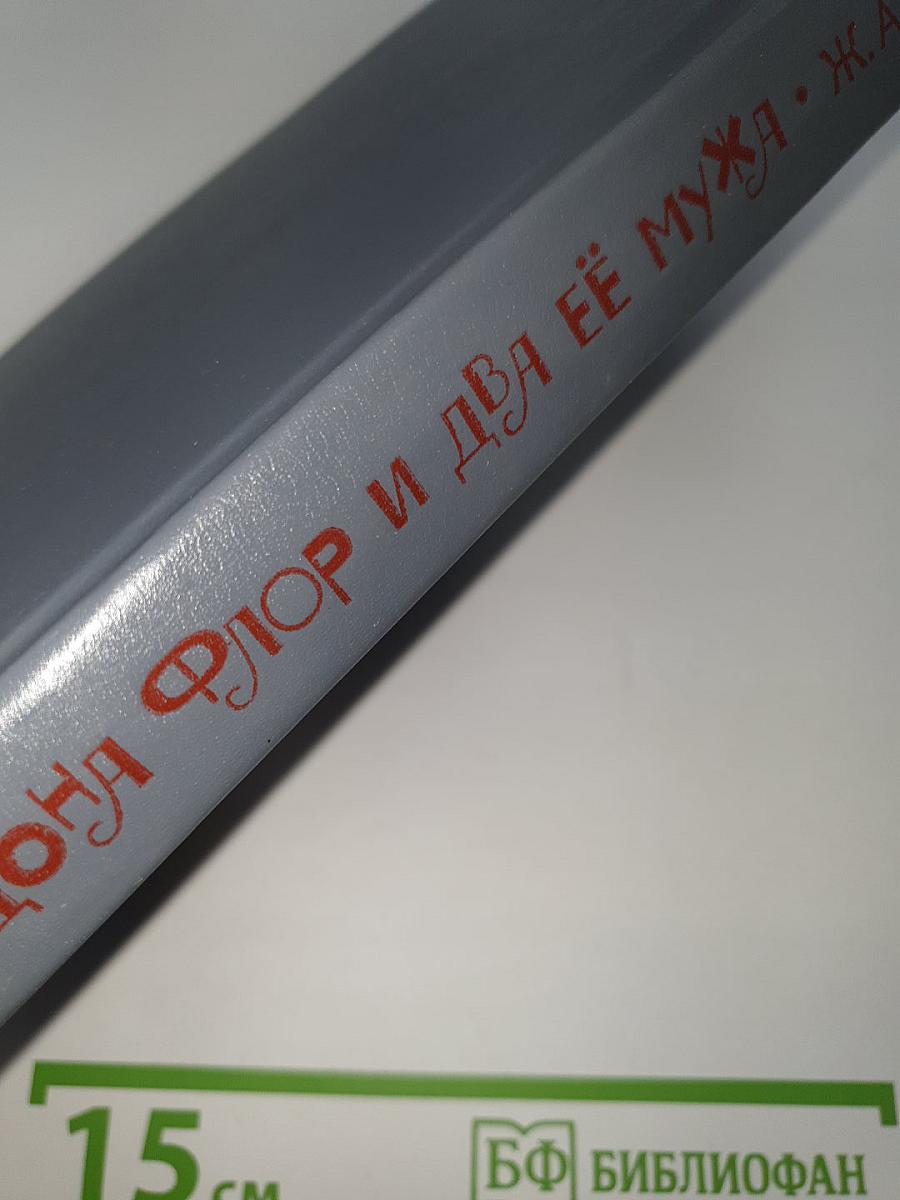 ДОНА ФЛОР И ДВА ЕЁ МУЖА · Ж. А
15 см
БФ БИБЛИОФАН